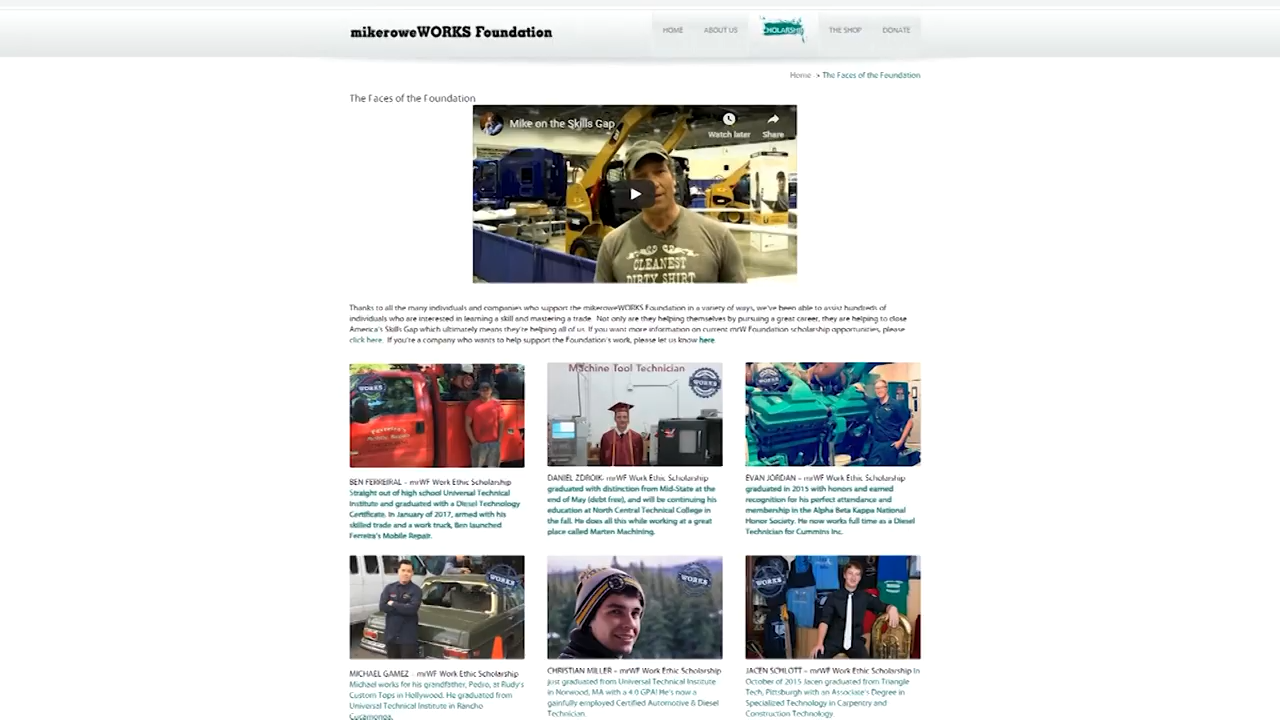 mikeroweWORKS Foundation
HOME ABOUT US SCHOLARSHIP THE SHOP DONATE
Home -> The Faces of the Foundation
The Faces of the Foundation
Mike on the Skills Gap
Watch later Share
CLEANEST
DIRTY SHIRT
Thanks to all the many individuals and companies who support the mikeroweWORKS Foundation in a variety of ways, we've been able to assist hundreds of
individuals who are interested in learning a skill and mastering a trade. Not only are they helping themselves by pursuing a great career, they are helping to close
America's Skills Gap which ultimately means they're helping all of us. If you want more information on current mrW Foundation scholarship opportunities, please
click here. If you're a company who wants to help support the Foundation's work, please let us know here.
WORKS
Machine Tool Technician
WORKS
WORKS
BEN FERREIRAL – mrWF Work Ethic Scholarship
Straight out of high school Universal Technical
Institute and graduated with a Diesel Technology
Certificate. In January of 2017, armed with his
skilled trade and a work truck, Ben launched
Ferreira's Mobile Repair.
DANIEL ZDROIK- mrWF Work Ethic Scholarship
graduated with distinction from Mid-State at the
end of May (debt free), and will be continuing his
education at North Central Technical College in
the fall. He does all this while working at a great
place called Marten Machining.
EVAN JORDAN – mrWF Work Ethic Scholarship
graduated in 2015 with honors and earned
recognition for his perfect attendance and
membership in the Alpha Beta Kappa National
Honor Society. He now works full time as a Diesel
Technician for Cummins Inc.
WORKS
WORKS
WORKS
MICHAEL GAMEZ – mrWF Work Ethic Scholarship
Michael works for his grandfather, Pedro, at Rudy's
Custom Tops in Hollywood. He graduated from
Universal Technical Institute in Rancho
Cucamonga.
CHRISTIAN MILLER – mrWF Work Ethic Scholarship
just graduated from Universal Technical Institute
in Norwood, MA with a 4.0 GPA! He's now a
gainfully employed Certified Automotive & Diesel
Technician.
JACEN SCHLOTT – mrWF Work Ethic Scholarship In
October of 2015 Jacen graduated from Triangle
Tech, Pittsburgh with an Associate's Degree in
Specialized Technology in Carpentry and
Construction Technology